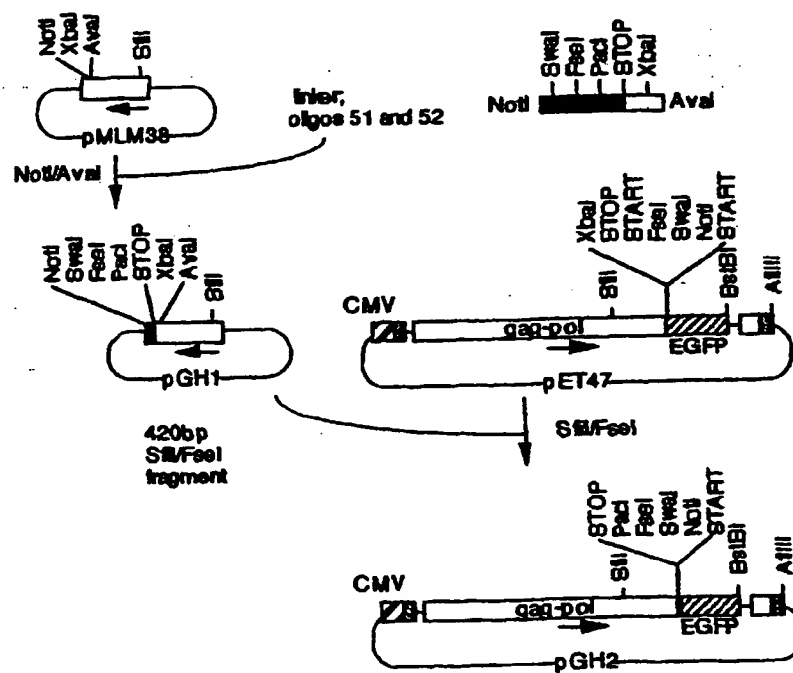 NotI
XbaI
AvaI
SfiI
pMLM38
linker,
oligos 51 and 52
SwaI
FseI
PacI
STOP
XbaI
NotI
AvaI
NotI/AvaI
NotI
SwaI
FseI
PacI
STOP
XbaI
AvaI
SfiI
pGH1
420bp
SfiI/FseI
fragment
XbaI
STOP
START
FseI
SwaI
NotI
START
BstBI
AflIII
SfiI
CMV
gag-pol
EGFP
pET47
SfiI/FseI
STOP
PacI
FseI
SwaI
NotI
START
BstBI
AflIII
SfiI
CMV
gag-pol
EGFP
pGH2